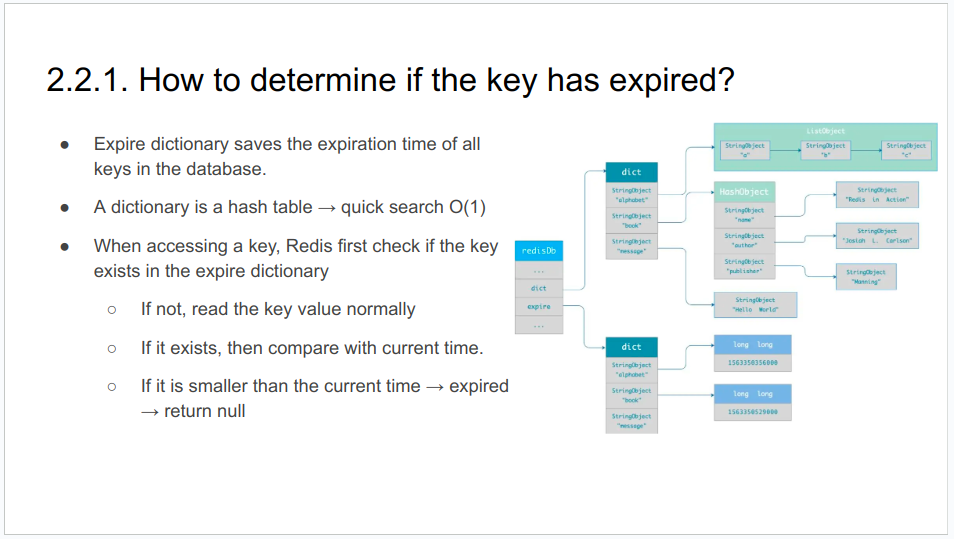 2.2.1. How to determine if the key has expired?
● Expire dictionary saves the expiration time of all
keys in the database.
● A dictionary is a hash table → quick search O(1)
● When accessing a key, Redis first check if the key
exists in the expire dictionary
○ If not, read the key value normally
○ If it exists, then compare with current time.
○ If it is smaller than the current time → expired
→ return null
redisDb
...
dict
expire
...
dict
StringObject
"alphabet"
StringObject
"book"
StringObject
"message"
ListObject
StringObject
"a"
StringObject
"b"
StringObject
"c"
HashObject
StringObject
"name"
StringObject
"author"
StringObject
"publisher"
StringObject
"Redis in Action"
StringObject
"Josiah L. Carlson"
StringObject
"Manning"
StringObject
"Hello World"
dict
StringObject
"alphabet"
StringObject
"book"
StringObject
"message"
long long
1563350356000
long long
1563350529000